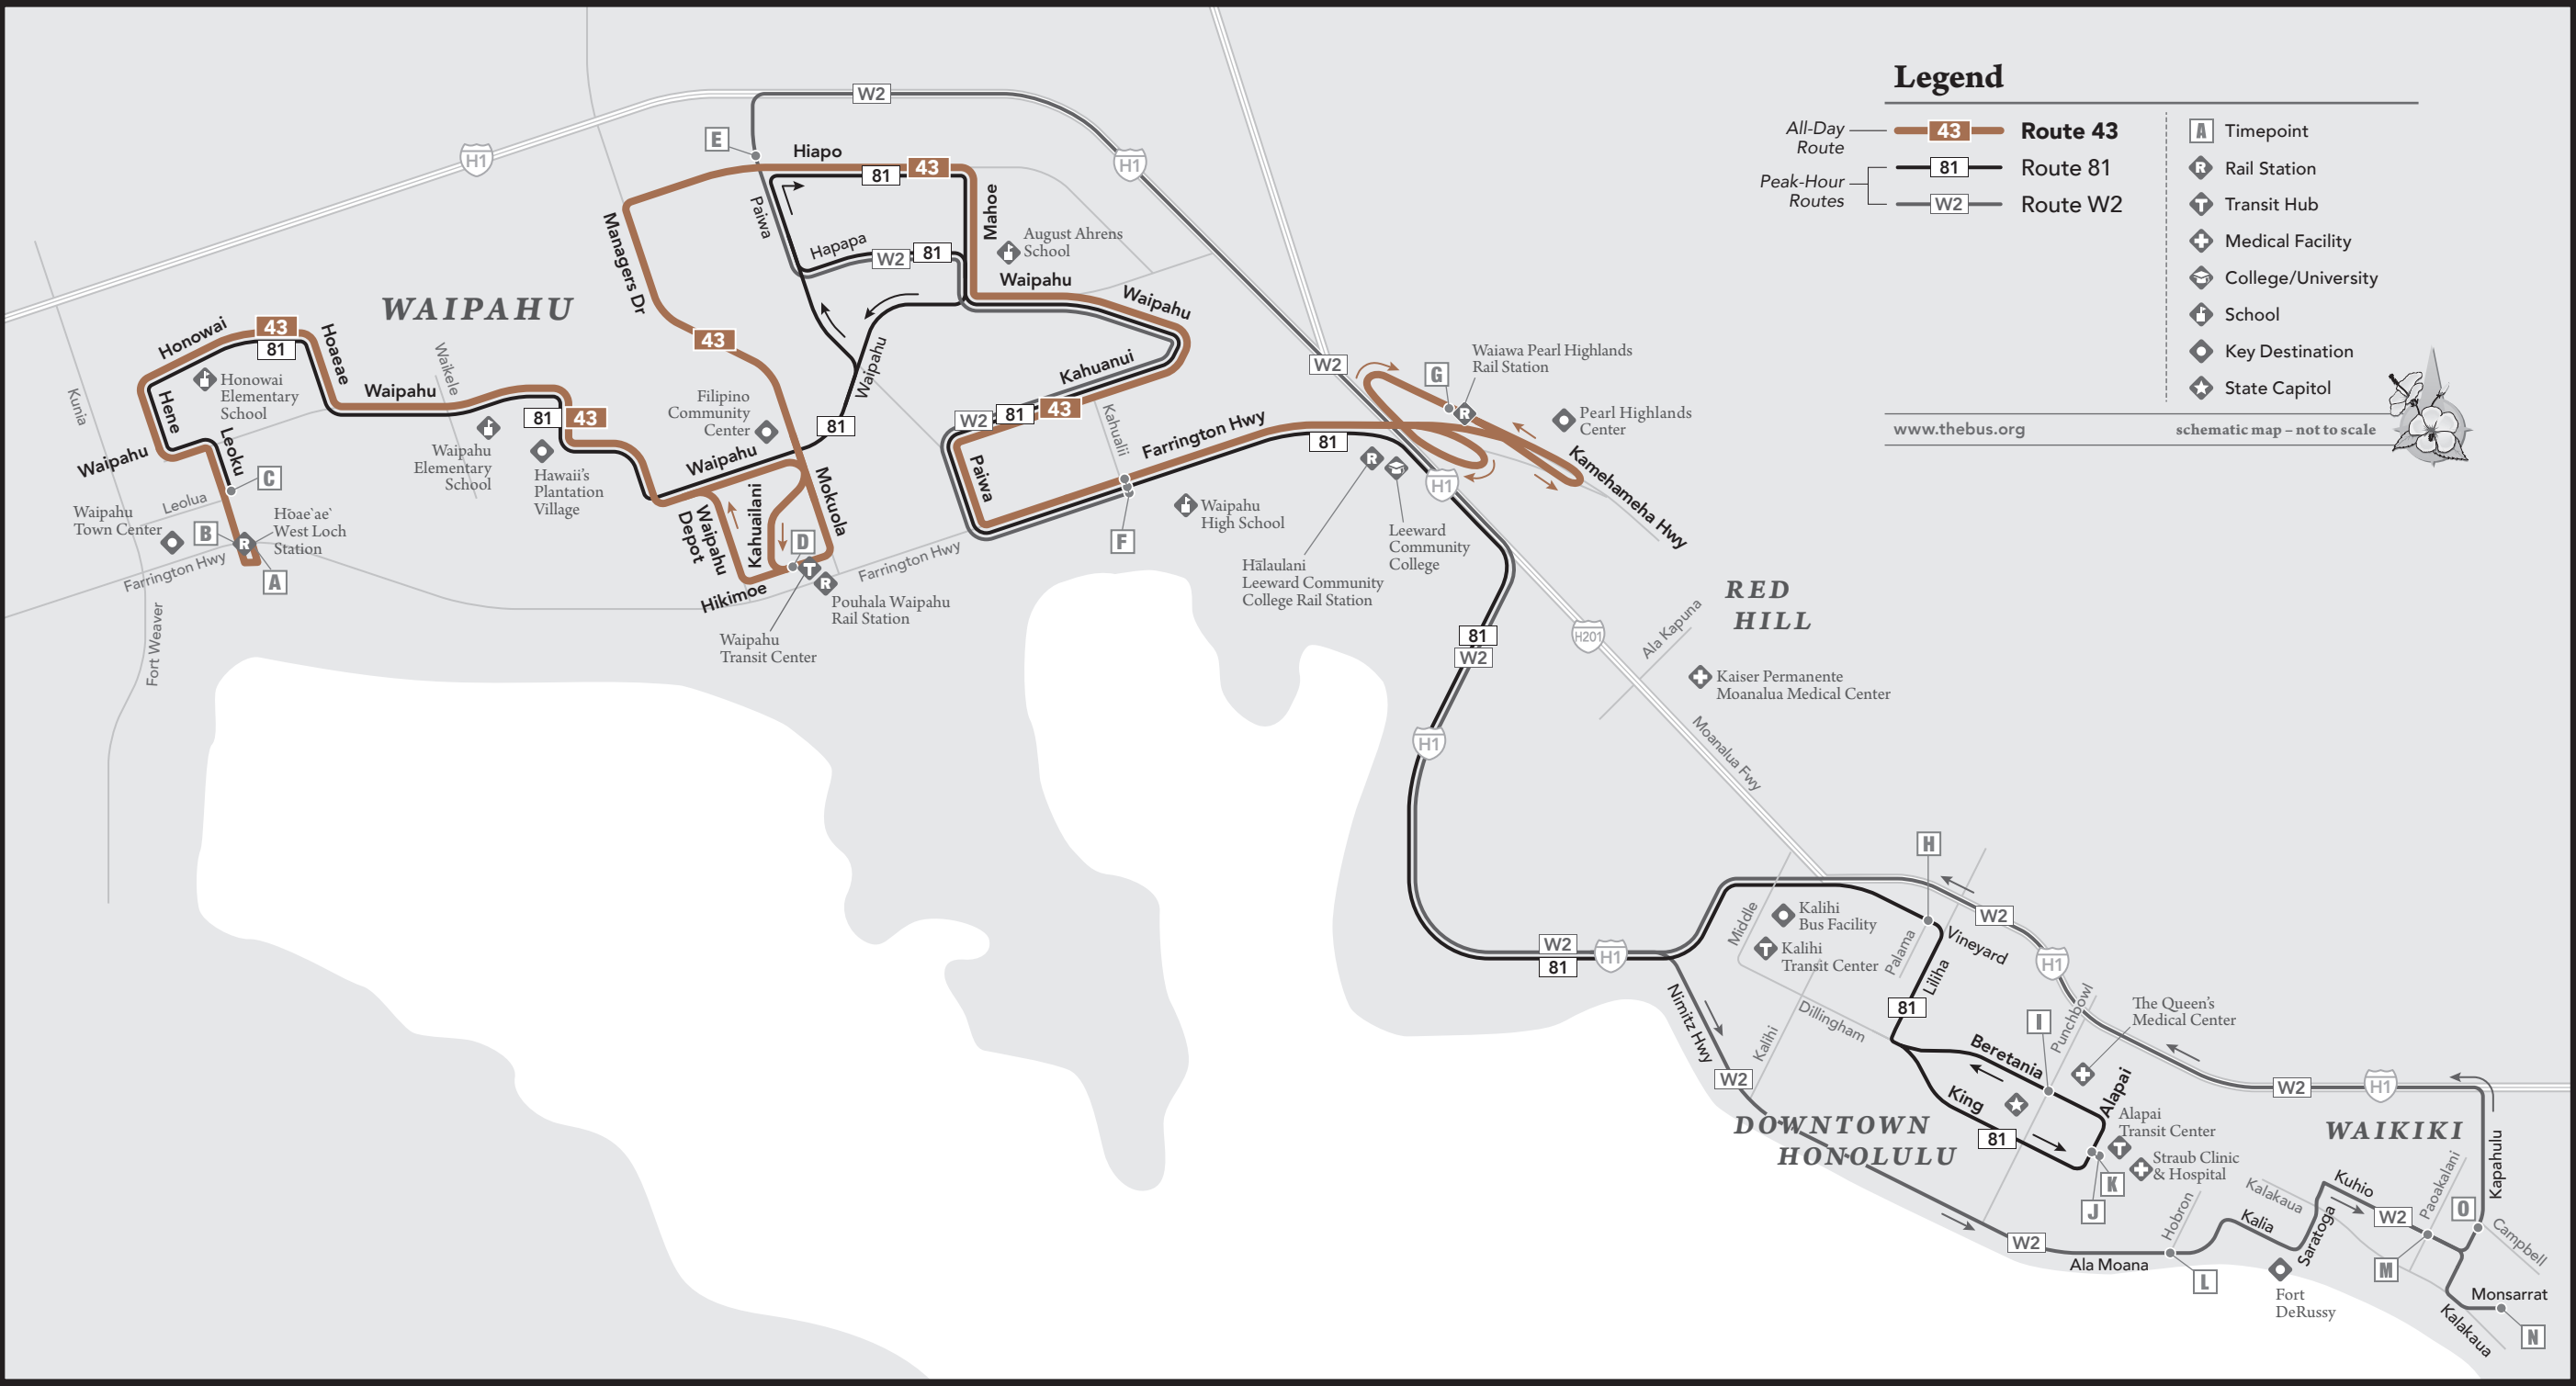 Legend
All-Day
Route
43
Route 43
Peak-Hour
Routes
81
Route 81
W2
Route W2
A
Timepoint
R
Rail Station
T
Transit Hub
Medical Facility
College/University
School
Key Destination
State Capitol
www.thebus.org
schematic map – not to scale
W2
H1
H1
E
Hiapo
43
81
Mahoe
Paiwa
Managers Dr
Hapapa
W2
81
August Ahrens
School
Waipahu
Waipahu
WAIPAHU
Honowai
43
81
Hoaeae
Honowai
Elementary
School
Hene
Kunia
Waipahu
Waikele
Waipahu
Leoku
C
Leolua
Waipahu
Town Center
B
R
Hoae`ae`
West Loch
Station
A
Farrington Hwy
Fort Weaver
81
43
Waipahu
Elementary
School
Hawaii's
Plantation
Village
43
Filipino
Community
Center
Waipahu
81
Waipahu
Waipahu
Depot
Kahuailani
Mokuola
D
T
R
Hikimoe
Pouhala Waipahu
Rail Station
Waipahu
Transit Center
Farrington Hwy
Kahuanui
W2
81
43
Kahualii
Paiwa
F
Farrington Hwy
81
Waipahu
High School
W2
G
R
Waiawa Pearl Highlands
Rail Station
Pearl Highlands
Center
Kamehameha Hwy
H1
R
Leeward
Community
College
Hālaulani
Leeward Community
College Rail Station
RED
HILL
H201
Ala Kapuna
Kaiser Permanente
Moanalua Medical Center
Moanalua Fwy
81
W2
H1
W2
81
H1
H
Middle
Kalihi
Bus Facility
T
Kalihi
Transit Center
Palama
Vineyard
W2
H1
Liliha
81
Nimitz Hwy
Kalihi
Dillingham
W2
I
Punchbowl
The Queen's
Medical Center
Beretania
King
81
Alapai
Alapai
Transit Center
T
Straub Clinic
& Hospital
K
J
DOWNTOWN
HONOLULU
W2
Ala Moana
Hobron
L
W2
H1
WAIKIKI
Kapahulu
Kalakaua
Kalia
Saratoga
Kuhio
W2
Paoakalani
O
Campbell
M
Fort
DeRussy
Monsarrat
Kalakaua
N